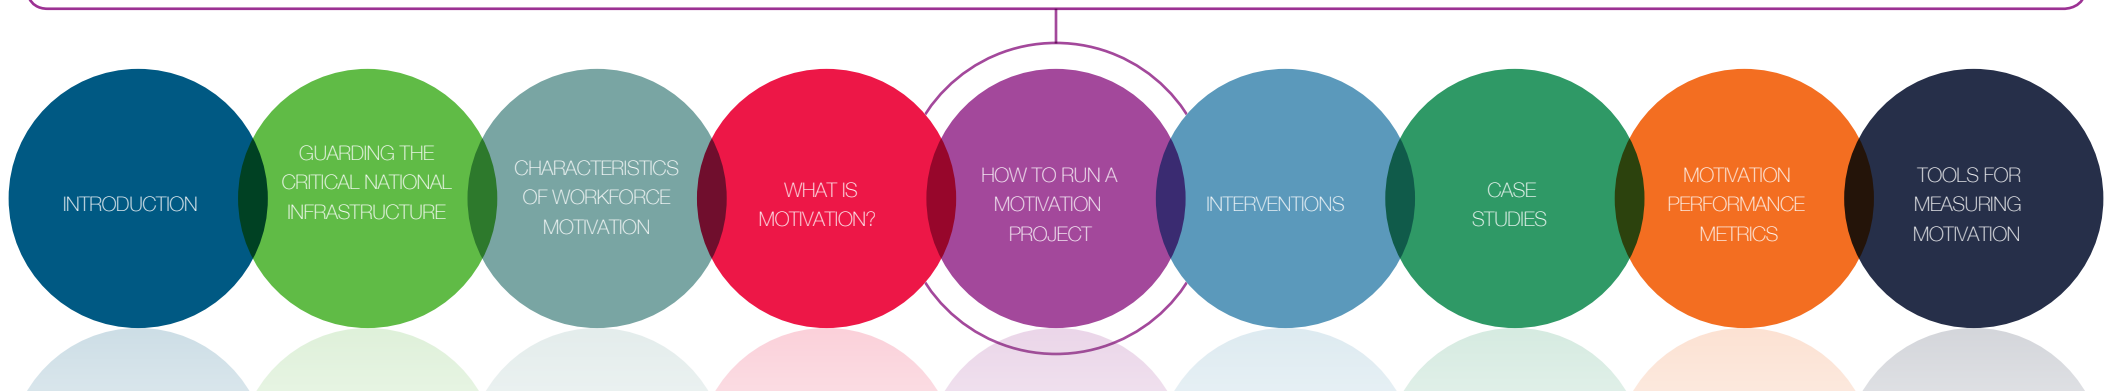 INTRODUCTION
GUARDING THE
CRITICAL NATIONAL
INFRASTRUCTURE
CHARACTERISTICS
OF WORKFORCE
MOTIVATION
WHAT IS
MOTIVATION?
HOW TO RUN A
MOTIVATION
PROJECT
INTERVENTIONS
CASE
STUDIES
MOTIVATION
PERFORMANCE
METRICS
TOOLS FOR
MEASURING
MOTIVATION